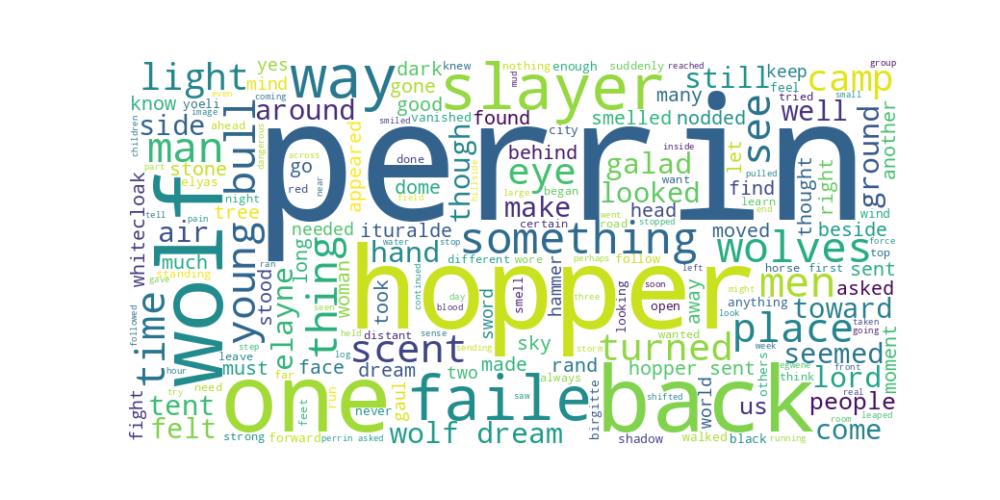 yes
dark
knew
nothing
enough
suddenly
reached
group
light
mind
gone
way
slayer
still
keep
camp
even
coming
good
vanished
mud
many
feel
tried
small
know
yoeli
image
around
smiled
found
smelled
nodded
see
well
another
children
side
ahead
dangerous
appeared
thought
city
inside
let
ground
man
wolf
young bull
perrin
across
go
done
behind
eye
galad
want
pulled
thought
right
part
stone
elyas
red
near
dome
field
hillside
large
began
looked
find
learn
end
tree
night
make
head
certain
went
road
stopped
wind
whitecloak
tell
pain
air
needed
ituralde
something
moved
beside
force
much
long
hand
water
stop
different
wore
perhaps
follow
wolves
top
standing
gave
ran
stood
elayne
thing
woman
took
continued
hopper
day
blood
sword
smell
hammer
looking
three
left
soon
open
away
horse
first
sent
might
anything
men
asked
toward
followed
time
seen
held
distant
sense
scent
sending
sky
storm
wanted
turned
look
place
taken
going
hour
step
leave
must
log
face
dream
two
made
rand
hopper sent
week
others
seemed
moment
try
need
far
always
think
egwene
front
lord
fight
tent
one
feet
run
never
gaul
faile
saw
shifted
back
world
us
real
people
leaped
felt
strong
forward
perrin asked
wolf dream
birgitte
shadow
walked
black
running
room
come